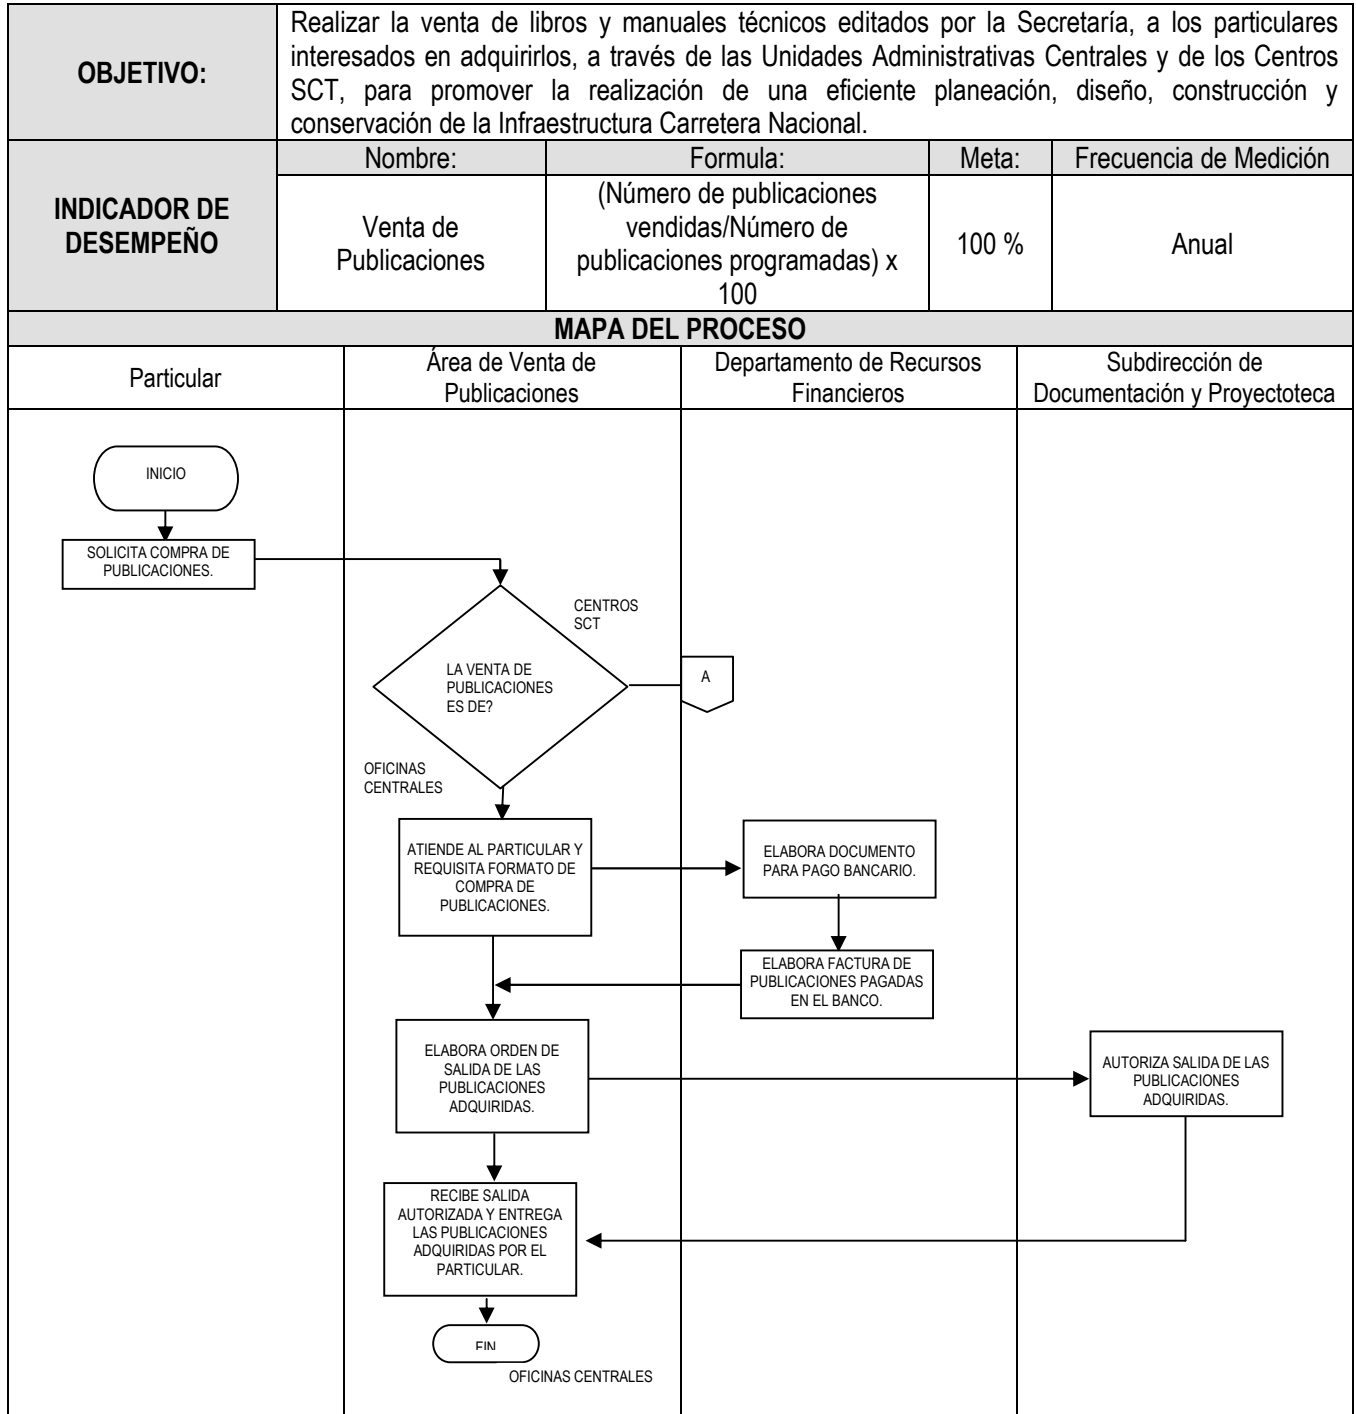 OBJETIVO:
Realizar la venta de libros y manuales técnicos editados por la Secretaría, a los particulares
interesados en adquirirlos, a través de las Unidades Administrativas Centrales y de los Centros
SCT, para promover la realización de una eficiente planeación, diseño, construcción y
conservación de la Infraestructura Carretera Nacional.
INDICADOR DE
DESEMPEÑO
Nombre:
Formula:
Meta:
Frecuencia de Medición
Venta de
Publicaciones
(Número de publicaciones
vendidas/Número de
publicaciones programadas) x
100
100 %
Anual
MAPA DEL PROCESO
Particular
Área de Venta de
Publicaciones
Departamento de Recursos
Financieros
Subdirección de
Documentación y Proyectoteca
INICIO
SOLICITA COMPRA DE
PUBLICACIONES.
CENTROS
SCT
LA VENTA DE
PUBLICACIONES
ES DE?
A
OFICINAS
CENTRALES
ATIENDE AL PARTICULAR Y
REQUISITA FORMATO DE
COMPRA DE
PUBLICACIONES.
ELABORA DOCUMENTO
PARA PAGO BANCARIO.
ELABORA FACTURA DE
PUBLICACIONES PAGADAS
EN EL BANCO.
ELABORA ORDEN DE
SALIDA DE LAS
PUBLICACIONES
ADQUIRIDAS.
AUTORIZA SALIDA DE LAS
PUBLICACIONES
ADQUIRIDAS.
RECIBE SALIDA
AUTORIZADA Y ENTREGA
LAS PUBLICACIONES
ADQUIRIDAS POR EL
PARTICULAR.
FIN
OFICINAS CENTRALES